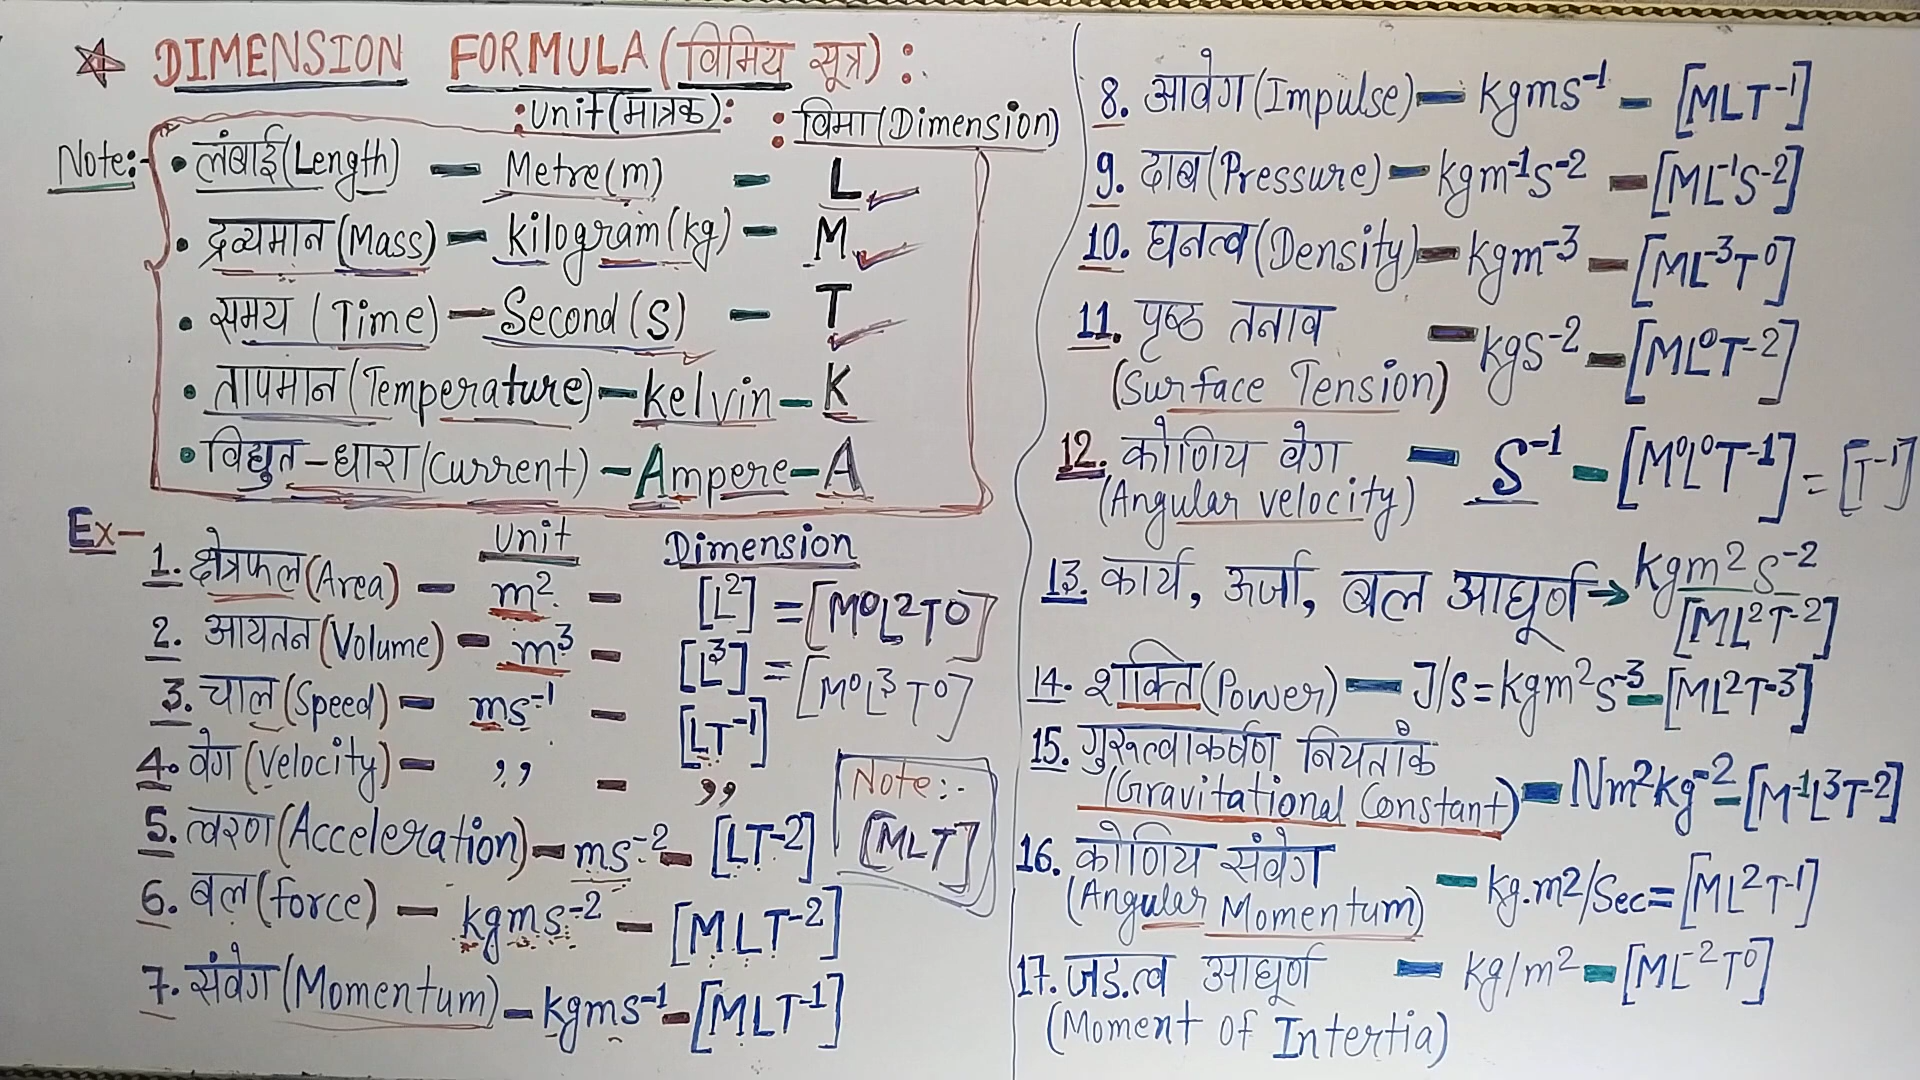 DIMENSION FORMULA (विमिय सूत्र) :
: unit (मात्रक) : : विमा (Dimension)
Note:- • लंबाई (Length) — Metre(m) — L
• द्रव्यमान (Mass) — kilogram (kg) — M
• समय (Time) — Second (S) — T
• तापमान (Temperature) — kelvin — K
• विद्युत-धारा (Current) — Ampere — A
Ex- unit Dimension
1. क्षेत्रफल (Area) — m² — [L²] = [M⁰L²T⁰]
2. आयतन (Volume) — m³ — [L³] = [M⁰L³T⁰]
3. चाल (Speed) — ms⁻¹ — [LT⁻¹]
4. वेग (Velocity) — ,, — ,,
5. त्वरण (Acceleration) — ms⁻² — [LT⁻²]
6. बल (force) — kgms⁻² — [MLT⁻²]
7. संवेग (Momentum) — kgms⁻¹ — [MLT⁻¹]
Note:-
[MLT]
8. आवेग (Impulse) — kgms⁻¹ — [MLT⁻¹]
9. दाब (Pressure) — kgm⁻¹s⁻² — [ML⁻¹S⁻²]
10. घनत्व (Density) — kgm⁻³ — [ML⁻³T⁰]
11. पृष्ठ तनाव — kgs⁻² — [ML⁰T⁻²]
(Surface Tension)
12. कोणिय वेग — S⁻¹ — [M⁰L⁰T⁻¹] = [T⁻¹]
(Angular velocity)
13. कार्य, ऊर्जा, बल आघूर्ण → kgm²s⁻²
[ML²T⁻²]
14. शक्ति (Power) — J/s = kgm²s⁻³ — [ML²T⁻³]
15. गुरूत्वाकर्षण नियतांक
(Gravitational Constant) — Nm²kg⁻² — [M⁻¹L³T⁻²]
16. कोणिय संवेग
(Angular Momentum) — kg.m²/Sec = [ML²T⁻¹]
17. जड.त्व आघूर्ण — kg/m² — [ML⁻²T⁰]
(Moment of Intertia)